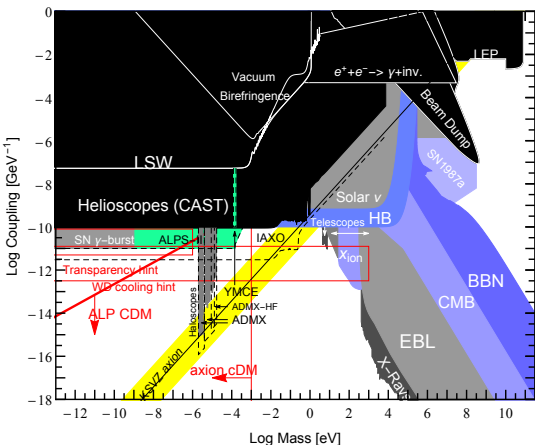 0
LEP
Vacuum
Birefringence
e⁺+e⁻−> γ+inv.
−2
−4
Beam Dump
−6
LSW
SN1987a
Helioscopes (CAST)
Solar ν
−8
Telescopes
HB
−10
SN γ−burst
ALPS
IAXO
Xion
Transparency hint
BBN
−12
WD cooling hint
YMCE
CMB
ADMX−HF
ALP CDM
Haloscopes
ADMX
EBL
−14
KSVZ axion
axion cDM
X−Rays
−16
−18
−12
−10
−8
−6
−4
−2
0
2
4
6
8
10
Log Coupling [GeV⁻¹]
Log Mass [eV]